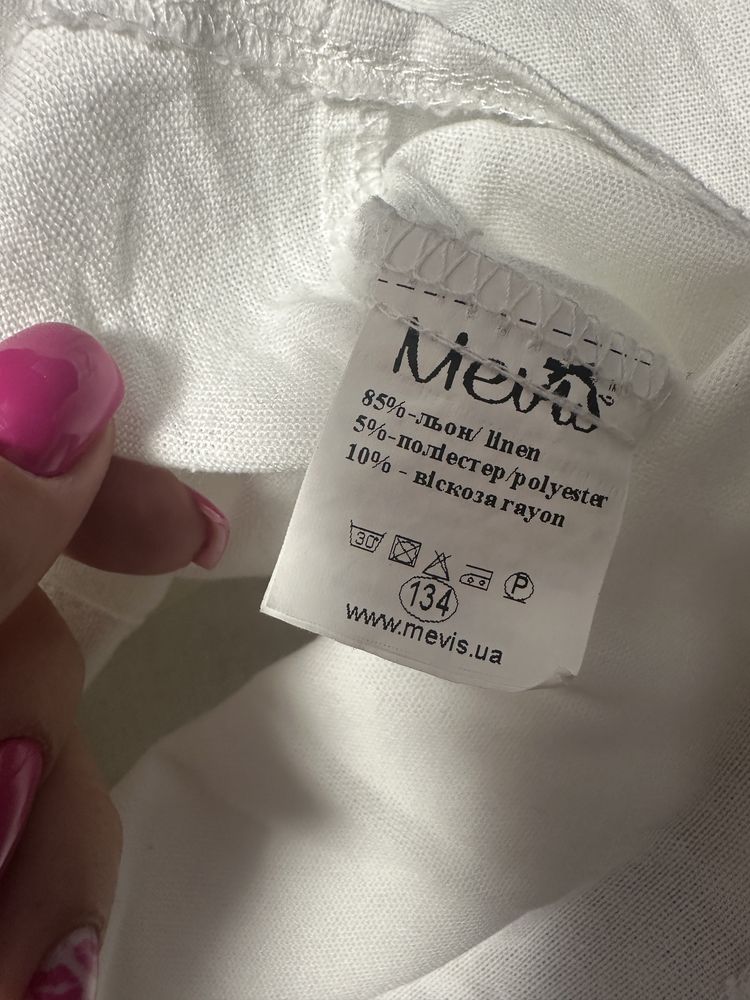 Mevis
85%-льон/ linen
5%-поліестер/polyester
10% - віскоза rayon
30° P
134
www.mevis.ua